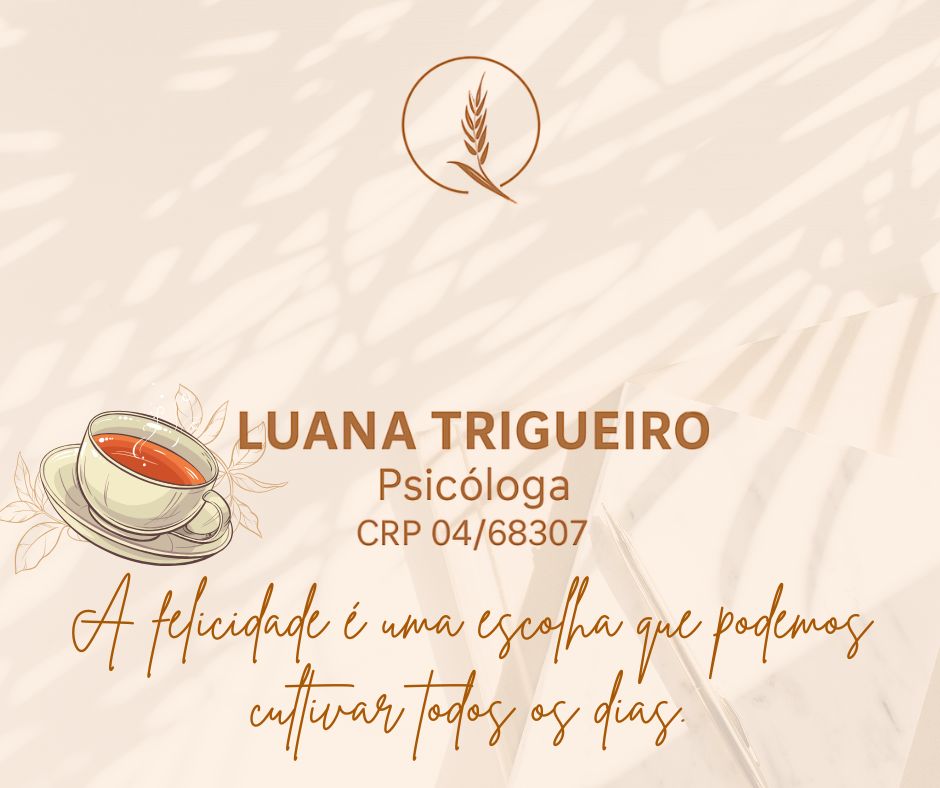 LUANA TRIGUEIRO
Psicóloga
CRP 04/68307
A felicidade é uma escolha que podemos
cultivar todos os dias.